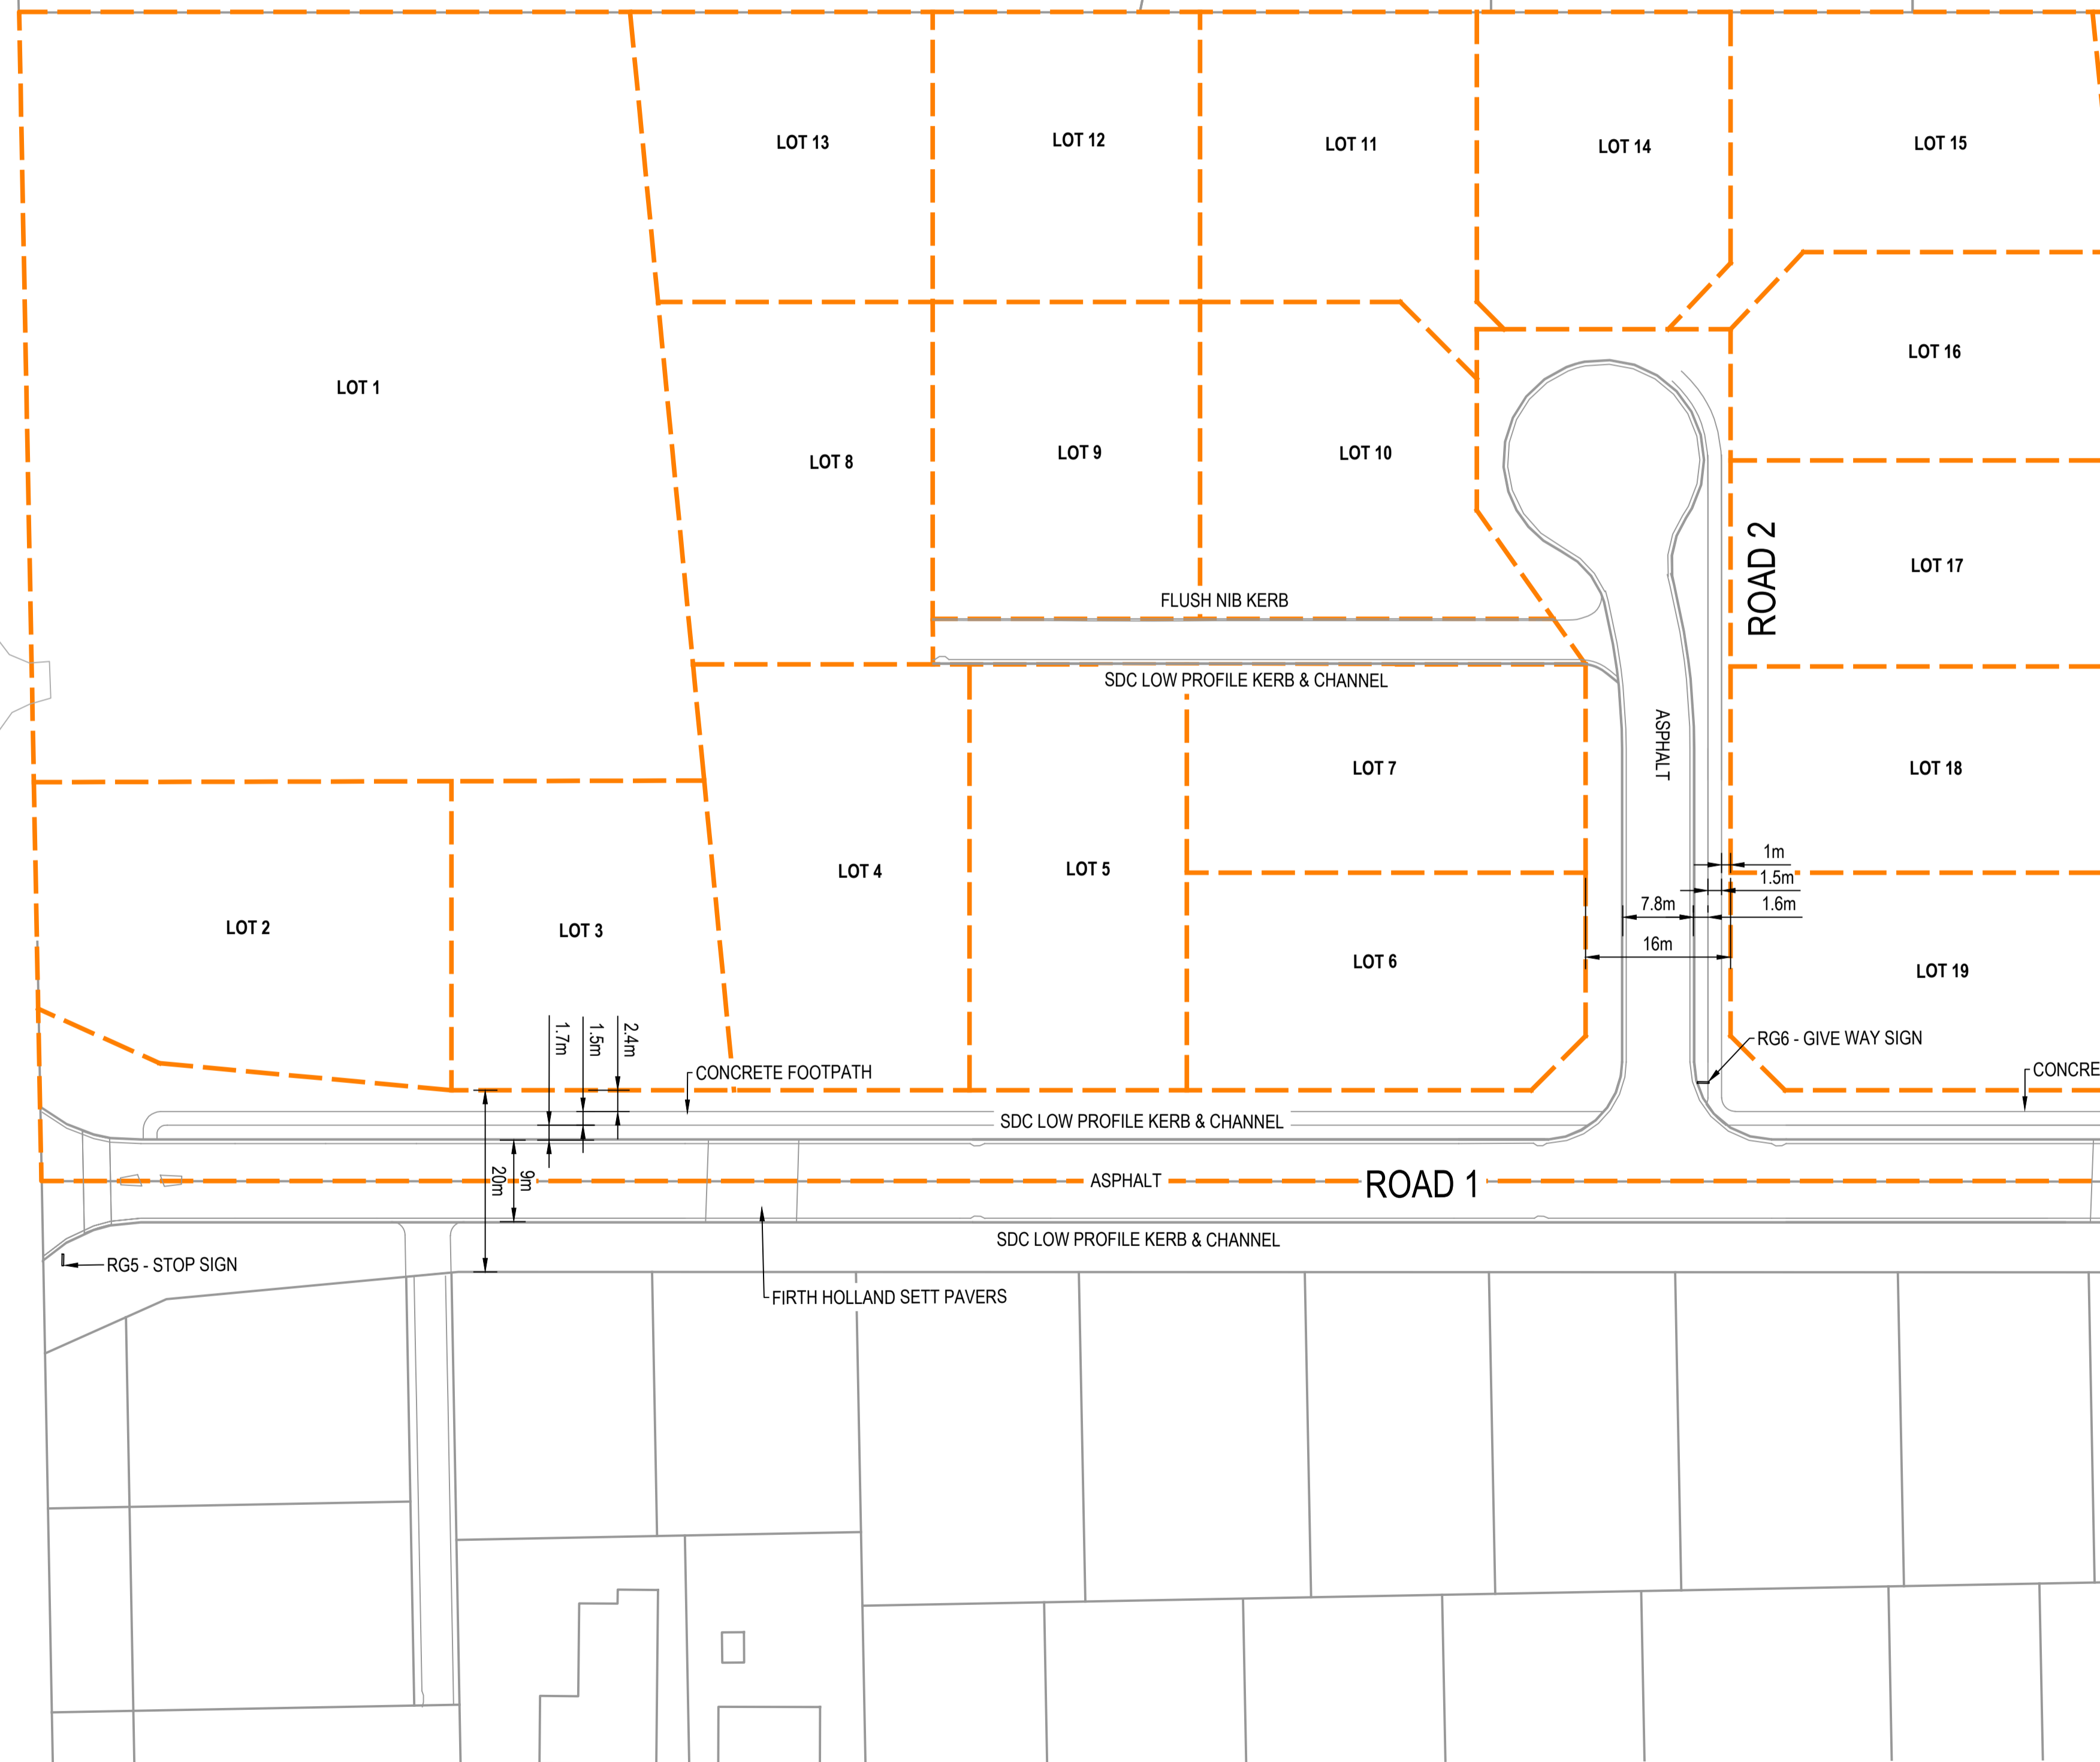 LOT 13
LOT 12
LOT 11
LOT 14
LOT 15
LOT 1
LOT 8
LOT 9
LOT 10
LOT 16
ROAD 2
LOT 17
FLUSH NIB KERB
SDC LOW PROFILE KERB & CHANNEL
ASPHALT
LOT 7
LOT 18
LOT 4
LOT 5
1m
1.5m
7.8m
1.6m
16m
LOT 2
LOT 3
LOT 6
LOT 19
1.7m
1.5m
2.4m
RG6 - GIVE WAY SIGN
CONCRETE FOOTPATH
CONCRE
SDC LOW PROFILE KERB & CHANNEL
20m
9m
ASPHALT
ROAD 1
SDC LOW PROFILE KERB & CHANNEL
RG5 - STOP SIGN
FIRTH HOLLAND SETT PAVERS